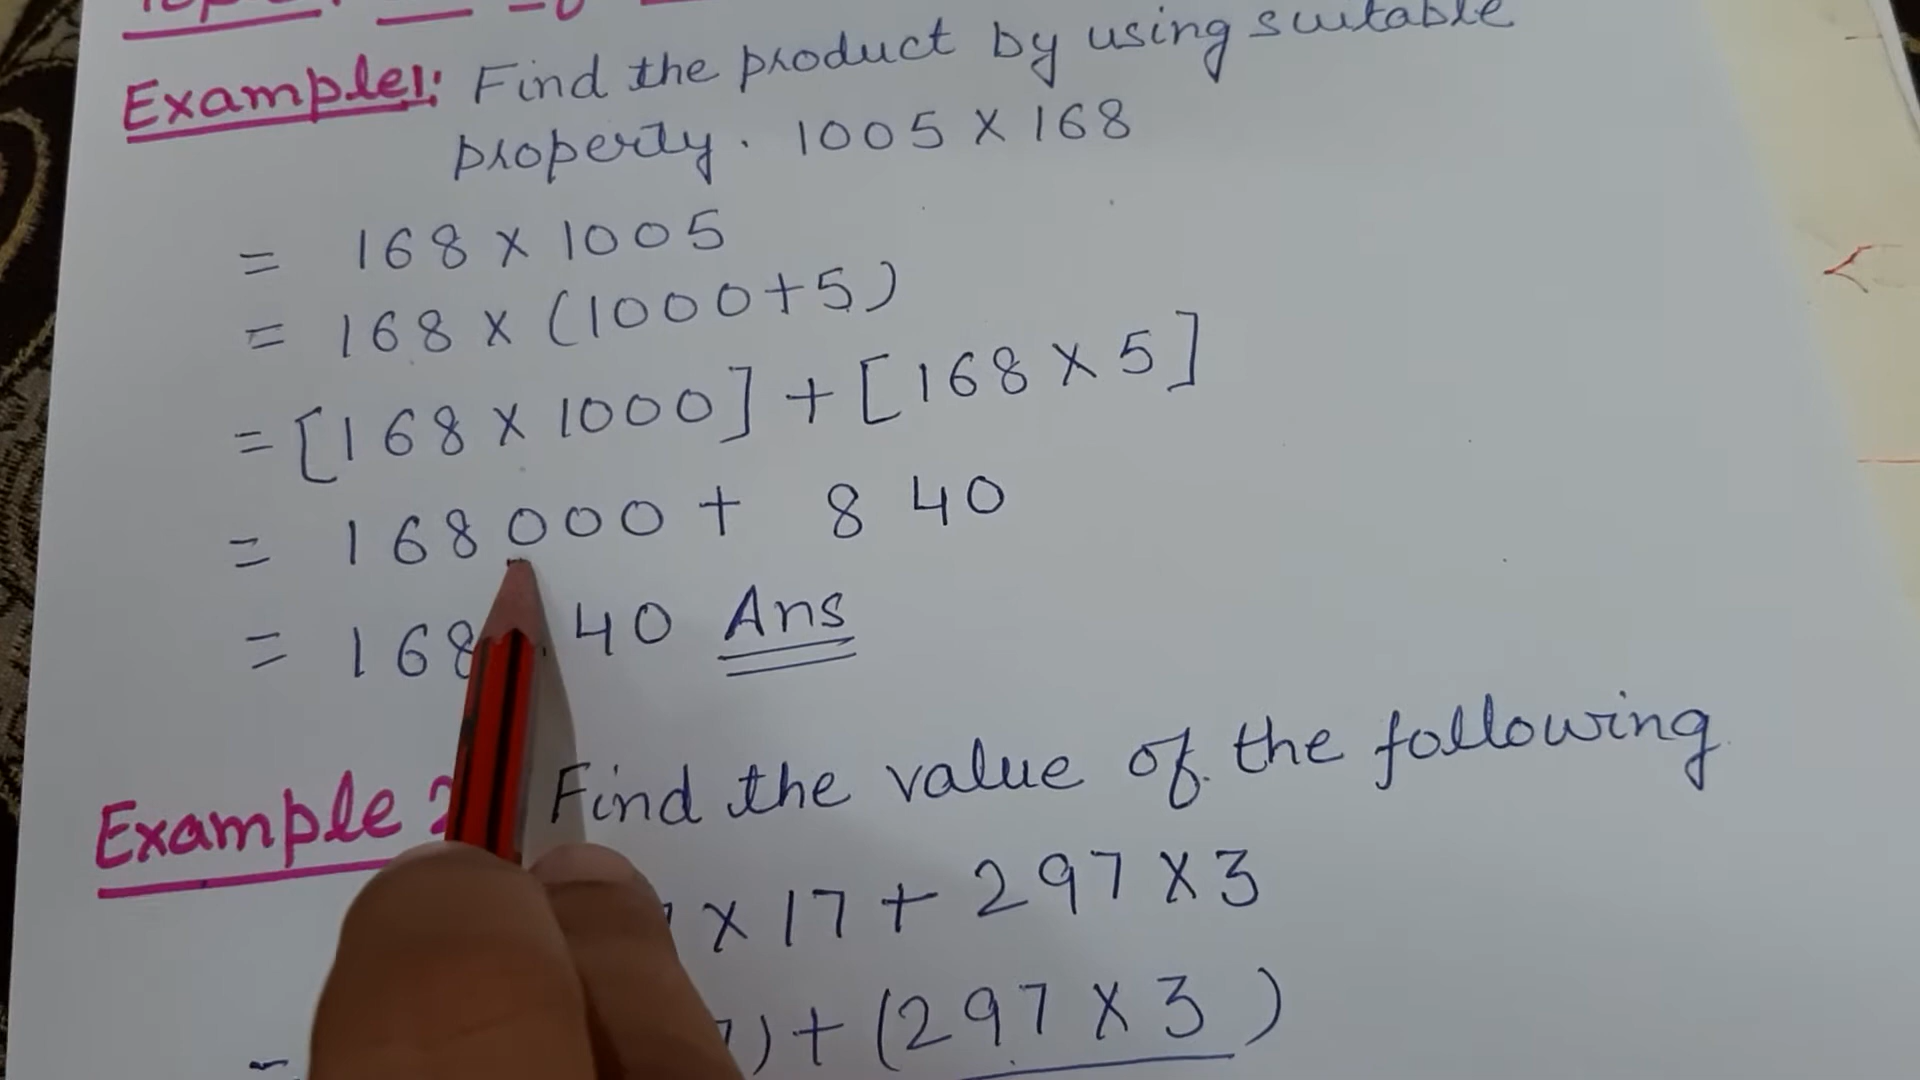 Example1: Find the product by using suitable
property. 1005 × 168
= 168 × 1005
= 168 × (1000+5)
= [168 × 1000] + [168 × 5]
= 168000 + 840
= 168 40 Ans
Example 2 Find the value of the following
× 17 + 297 × 3
) + (297 × 3)
=